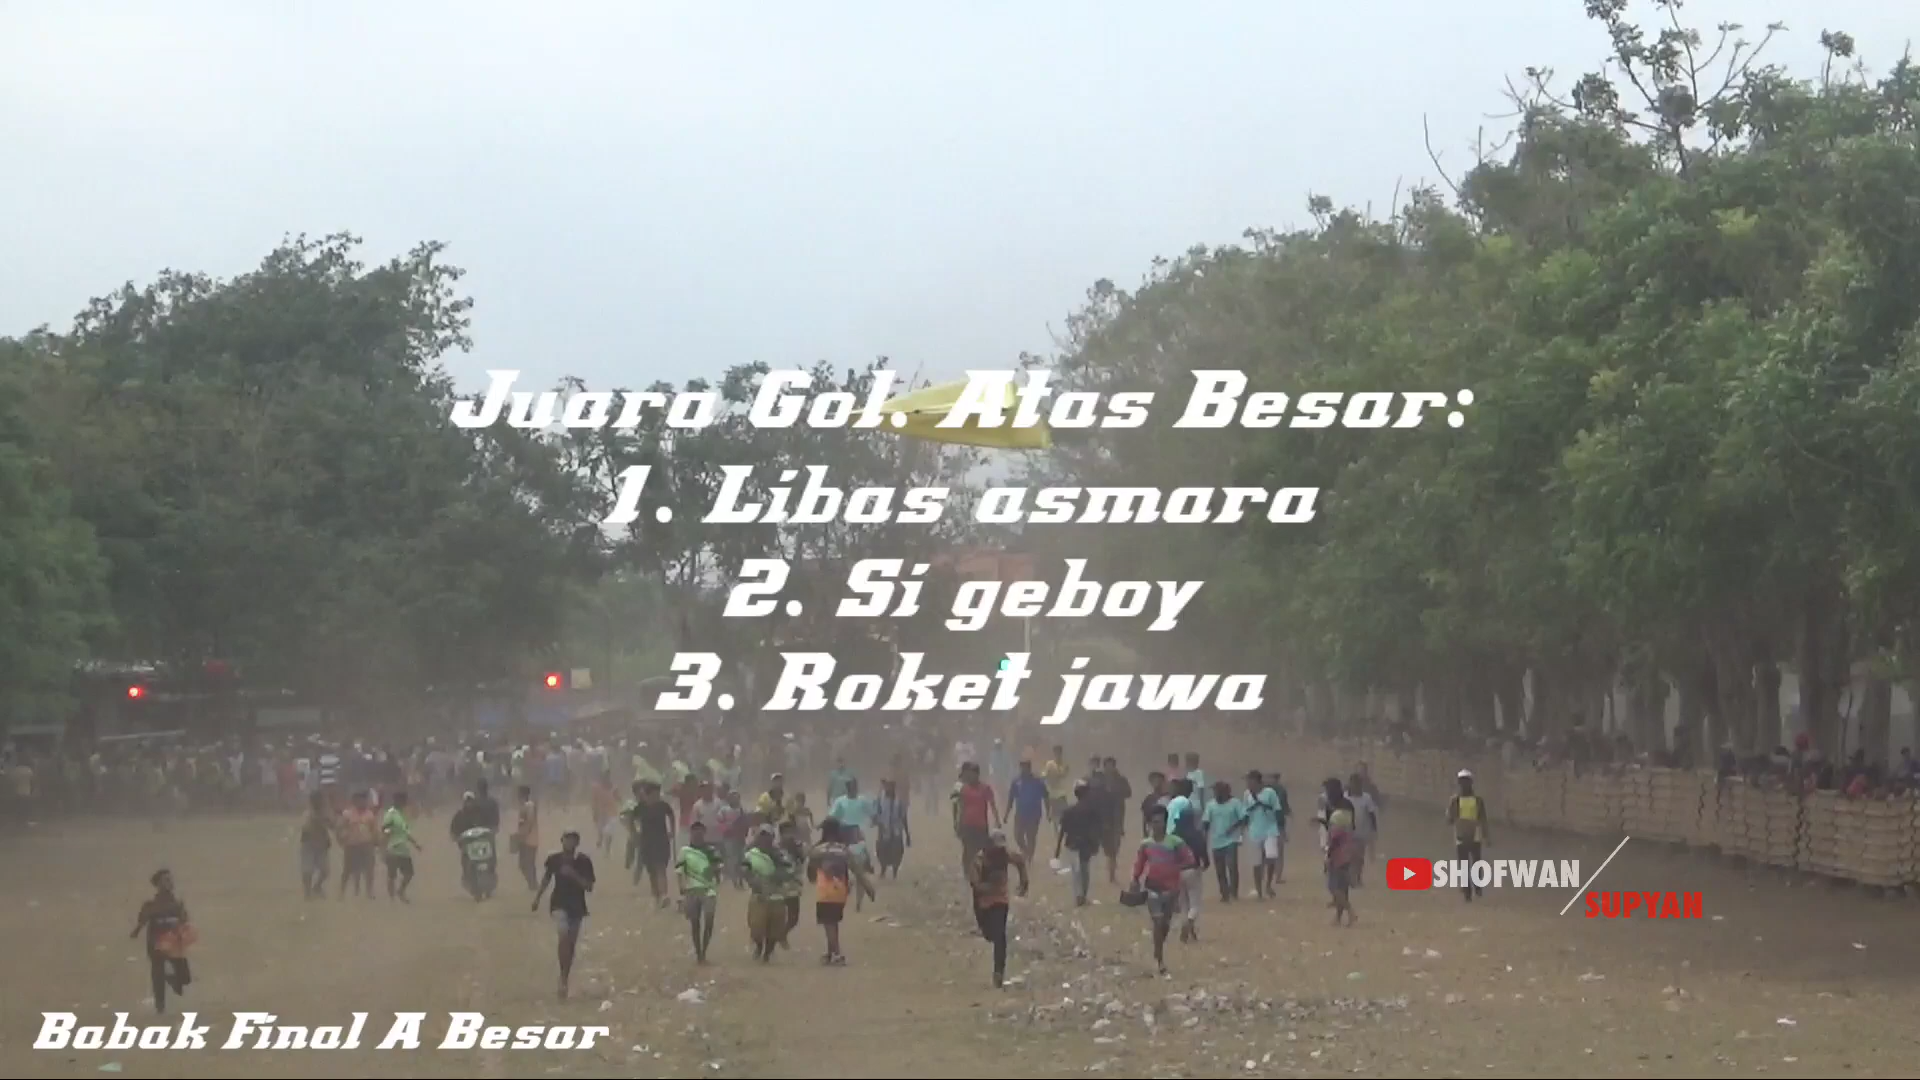 Juara Gol. Atas Besar:
1. Libas asmara
2. Si geboy
3. Roket jawa
SHOFWAN
SUPYAN
Babak Final A Besar